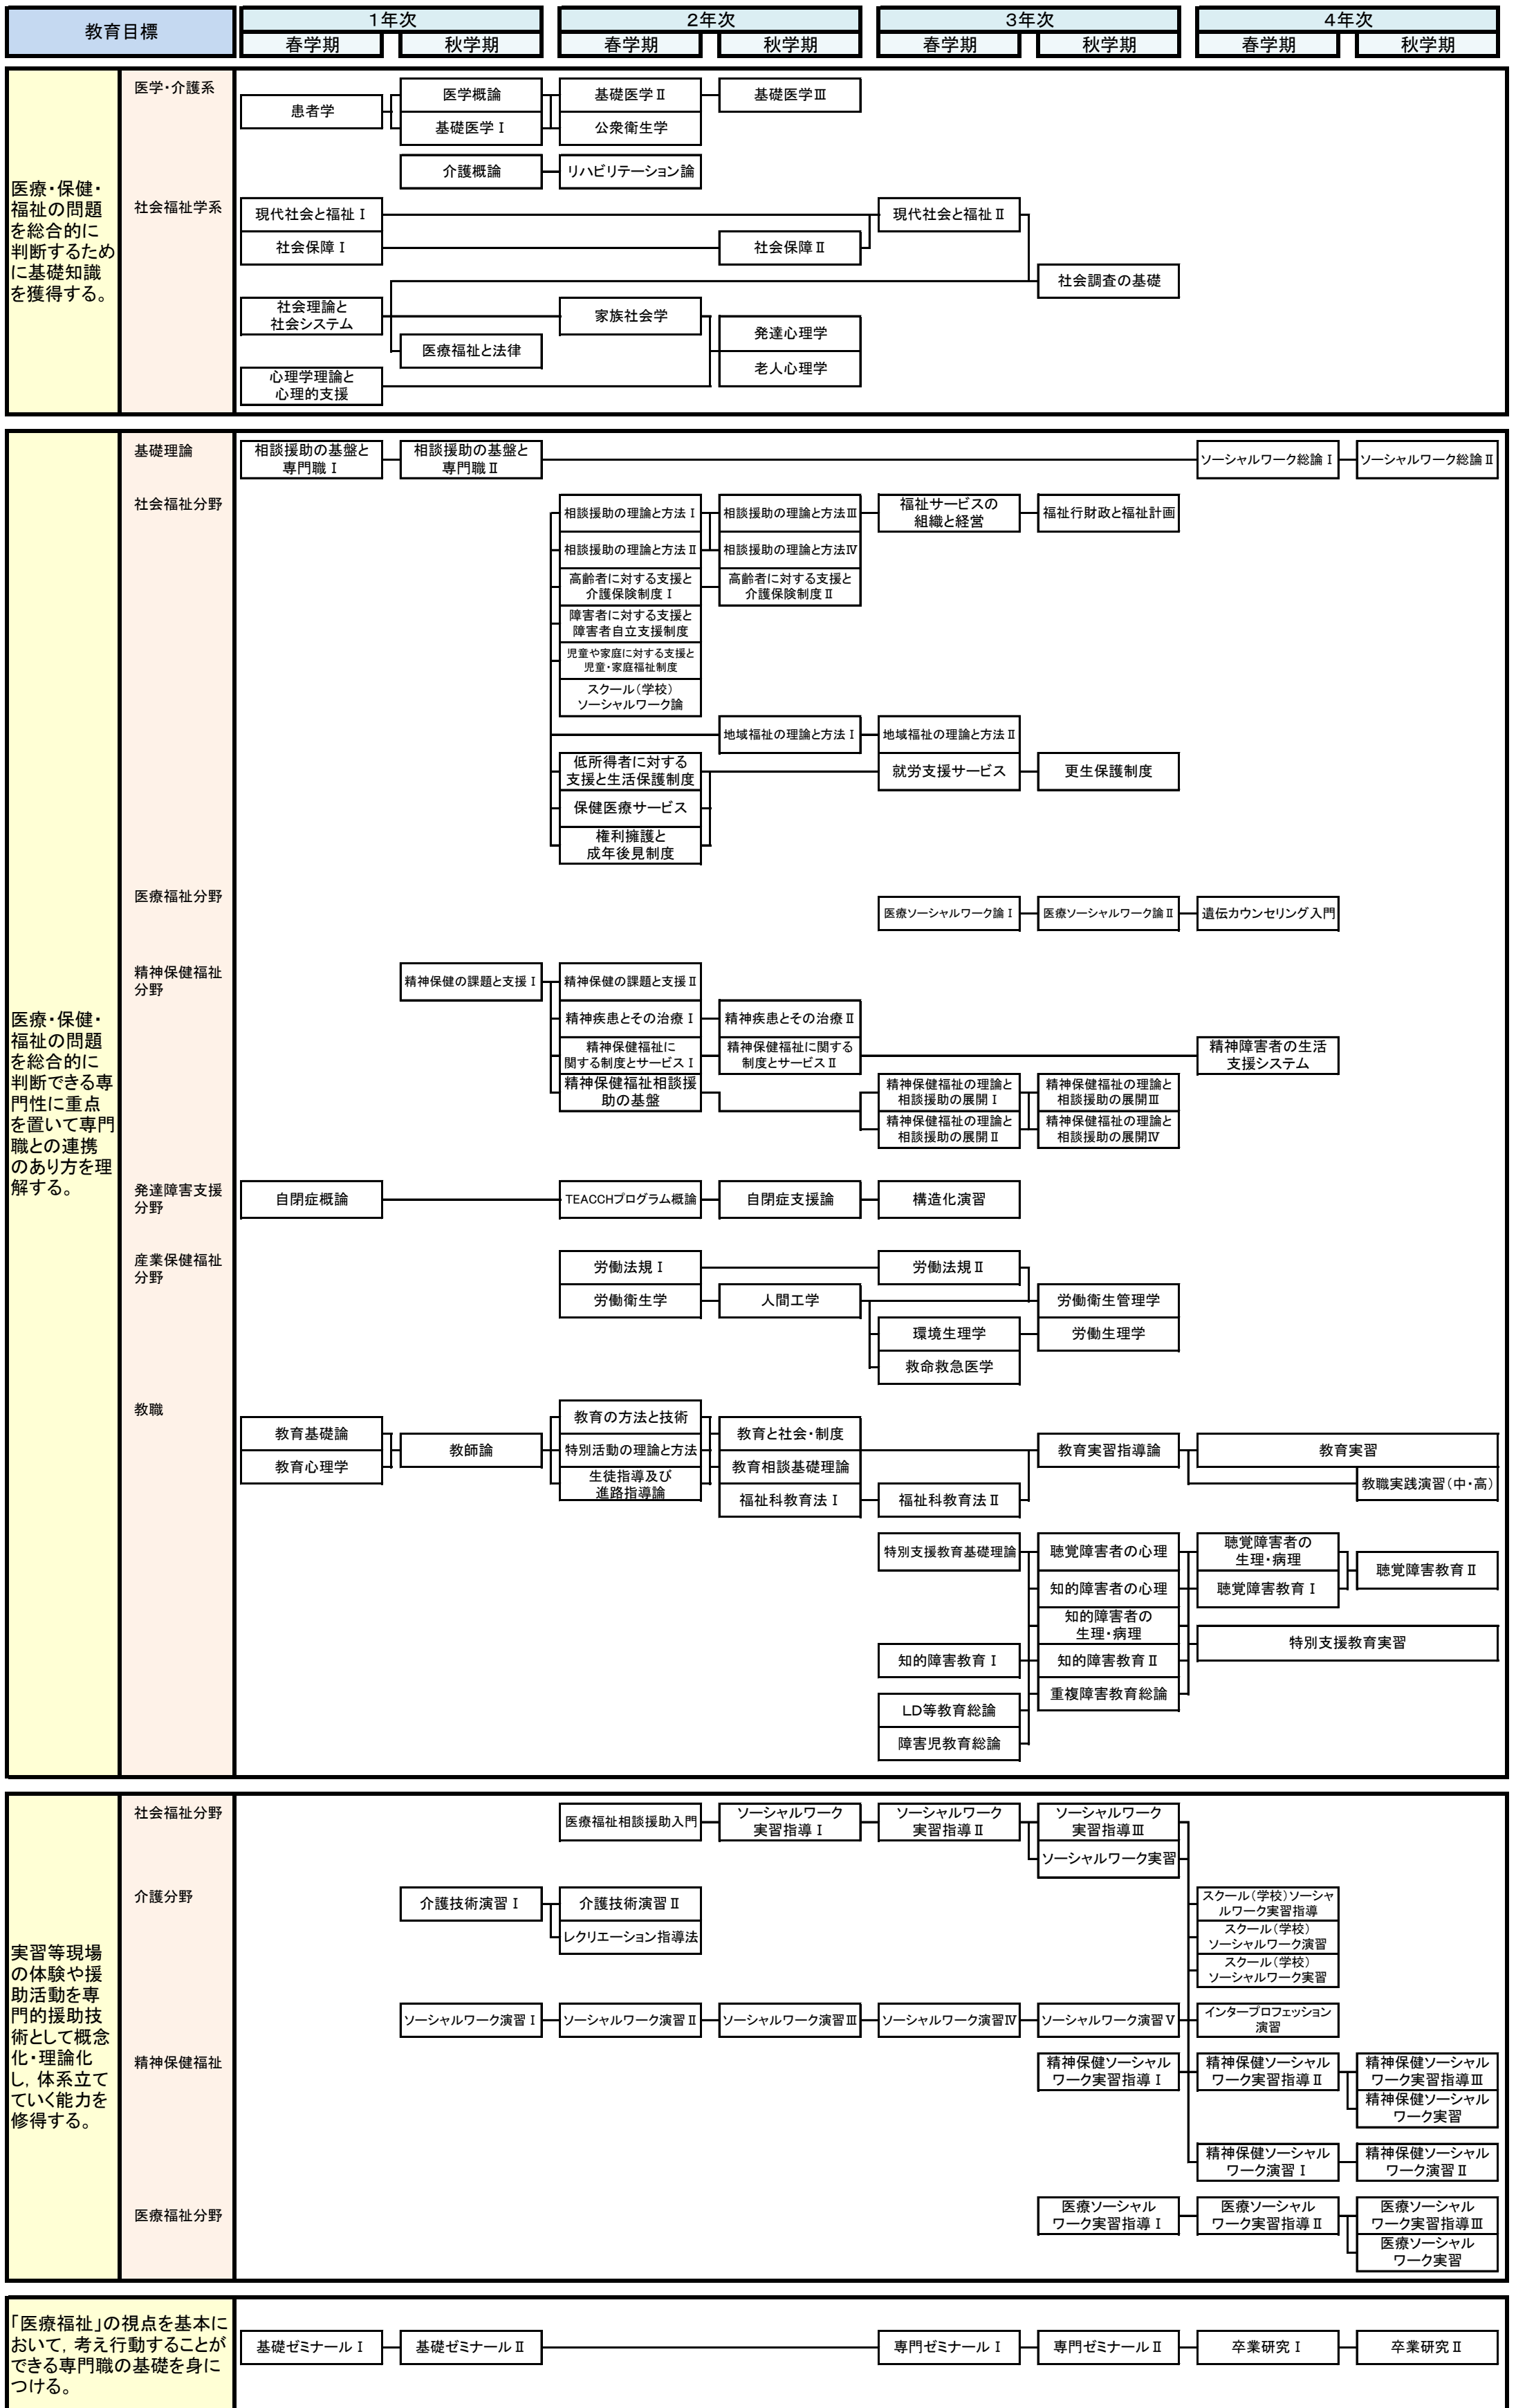 教育目標
1年次
2年次
3年次
4年次
春学期
秋学期
春学期
秋学期
春学期
秋学期
春学期
秋学期
医療・保健・
福祉の問題
を総合的に
判断するため
に基礎知識
を獲得する。
医学・介護系
患者学
医学概論
基礎医学Ⅱ
基礎医学Ⅲ
基礎医学Ⅰ
公衆衛生学
介護概論
リハビリテーション論
社会福祉学系
現代社会と福祉Ⅰ
現代社会と福祉Ⅱ
社会保障Ⅰ
社会保障Ⅱ
社会調査の基礎
社会理論と
社会システム
家族社会学
発達心理学
医療福祉と法律
老人心理学
心理学理論と
心理的支援
医療・保健・
福祉の問題
を総合的に
判断できる専
門性に重点
を置いて専門
職との連携
のあり方を理
解する。
基礎理論
相談援助の基盤と
専門職Ⅰ
相談援助の基盤と
専門職Ⅱ
ソーシャルワーク総論Ⅰ
ソーシャルワーク総論Ⅱ
社会福祉分野
相談援助の理論と方法Ⅰ
相談援助の理論と方法Ⅲ
福祉サービスの
組織と経営
福祉行財政と福祉計画
相談援助の理論と方法Ⅱ
相談援助の理論と方法Ⅳ
高齢者に対する支援と
介護保険制度Ⅰ
高齢者に対する支援と
介護保険制度Ⅱ
障害者に対する支援と
障害者自立支援制度
児童や家庭に対する支援と
児童・家庭福祉制度
スクール(学校)
ソーシャルワーク論
地域福祉の理論と方法Ⅰ
地域福祉の理論と方法Ⅱ
低所得者に対する
支援と生活保護制度
就労支援サービス
更生保護制度
保健医療サービス
権利擁護と
成年後見制度
医療福祉分野
医療ソーシャルワーク論Ⅰ
医療ソーシャルワーク論Ⅱ
遺伝カウンセリング入門
精神保健福祉
分野
精神保健の課題と支援Ⅰ
精神保健の課題と支援Ⅱ
精神疾患とその治療Ⅰ
精神疾患とその治療Ⅱ
精神保健福祉に
関する制度とサービスⅠ
精神保健福祉に関する
制度とサービスⅡ
精神障害者の生活
支援システム
精神保健福祉相談援
助の基盤
精神保健福祉の理論と
相談援助の展開Ⅰ
精神保健福祉の理論と
相談援助の展開Ⅲ
精神保健福祉の理論と
相談援助の展開Ⅱ
精神保健福祉の理論と
相談援助の展開Ⅳ
発達障害支援
分野
自閉症概論
TEACCHプログラム概論
自閉症支援論
構造化演習
産業保健福祉
分野
労働法規Ⅰ
労働法規Ⅱ
労働衛生学
人間工学
労働衛生管理学
環境生理学
労働生理学
救命救急医学
教職
教育基礎論
教育心理学
教師論
教育の方法と技術
特別活動の理論と方法
生徒指導及び
進路指導論
教育と社会・制度
教育相談基礎理論
福祉科教育法Ⅰ
福祉科教育法Ⅱ
教育実習指導論
教育実習
教職実践演習(中・高)
特別支援教育基礎理論
聴覚障害者の心理
聴覚障害者の
生理・病理
聴覚障害教育Ⅱ
知的障害者の心理
聴覚障害教育Ⅰ
知的障害者の
生理・病理
特別支援教育実習
知的障害教育Ⅰ
知的障害教育Ⅱ
重複障害教育総論
LD等教育総論
障害児教育総論
実習等現場
の体験や援
助活動を専
門的援助技
術として概念
化・理論化
し,体系立て
ていく能力を
修得する。
社会福祉分野
医療福祉相談援助入門
ソーシャルワーク
実習指導Ⅰ
ソーシャルワーク
実習指導Ⅱ
ソーシャルワーク
実習指導Ⅲ
ソーシャルワーク実習
介護分野
介護技術演習Ⅰ
介護技術演習Ⅱ
レクリエーション指導法
スクール(学校)ソーシャ
ルワーク実習指導
スクール(学校)
ソーシャルワーク演習
スクール(学校)
ソーシャルワーク実習
ソーシャルワーク演習Ⅰ
ソーシャルワーク演習Ⅱ
ソーシャルワーク演習Ⅲ
ソーシャルワーク演習Ⅳ
ソーシャルワーク演習Ⅴ
インタープロフェッション
演習
精神保健福祉
精神保健ソーシャル
ワーク実習指導Ⅰ
精神保健ソーシャル
ワーク実習指導Ⅱ
精神保健ソーシャル
ワーク実習指導Ⅲ
精神保健ソーシャル
ワーク実習
精神保健ソーシャル
ワーク演習Ⅰ
精神保健ソーシャル
ワーク演習Ⅱ
医療福祉分野
医療ソーシャル
ワーク実習指導Ⅰ
医療ソーシャル
ワーク実習指導Ⅱ
医療ソーシャル
ワーク実習指導Ⅲ
医療ソーシャル
ワーク実習
「医療福祉」の視点を基本に
おいて,考え行動することが
できる専門職の基礎を身に
つける。
基礎ゼミナールⅠ
基礎ゼミナールⅡ
専門ゼミナールⅠ
専門ゼミナールⅡ
卒業研究Ⅰ
卒業研究Ⅱ